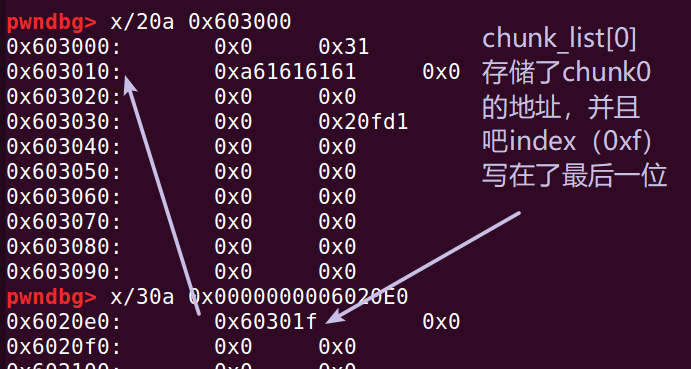 pwndbg> x/20a 0x603000
0x603000: 0x0 0x31
0x603010: 0xa61616161 0x0
0x603020: 0x0 0x0
0x603030: 0x0 0x20fd1
0x603040: 0x0 0x0
0x603050: 0x0 0x0
0x603060: 0x0 0x0
0x603070: 0x0 0x0
0x603080: 0x0 0x0
0x603090: 0x0 0x0
pwndbg> x/30a 0x0000000006020E0
0x6020e0: 0x60301f 0x0
0x6020f0: 0x0 0x0
0x602100: 0x0 0x0
chunk_list[0]
存储了chunk0
的地址，并且
吧index（0xf）
写在了最后一位